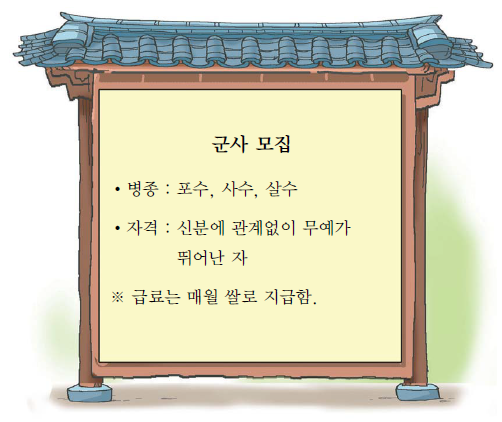 군사 모집
• 병종 : 포수, 사수, 살수
• 자격 : 신분에 관계없이 무예가
뛰어난 자
※ 급료는 매월 쌀로 지급함.